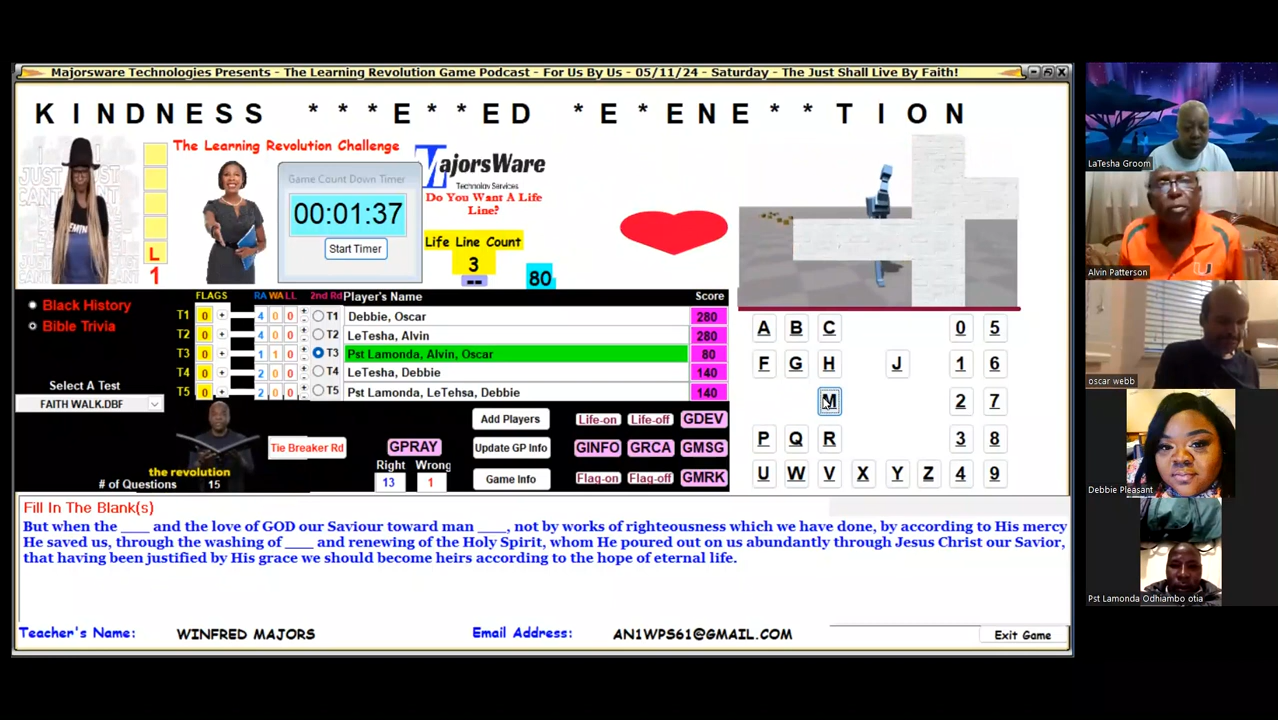 Majorsware Technologies Presents - The Learning Revolution Game Podcast - For Us By Us - 05/11/24 - Saturday - The Just Shall Live By Faith!
KINDNESS ***E**ED *E*ENE**TION
The Learning Revolution Challenge
L
1
Game Count Down Timer
00:01:37
Start Timer
MajorsWare
Technology Services
Do You Want A Life Line?
Life Line Count
3
--
80
Black History
Bible Trivia
Select A Test
FAITH WALK.DBF
FLAGS RA WA LL 2nd Rd Player's Name Score
T1 0 + 4 0 0 T1 Debbie, Oscar 280
T2 0 + 4 0 0 T2 LeTesha, Alvin 280
T3 0 + 1 1 0 T3 Pst Lamonda, Alvin, Oscar 80
T4 0 + 2 0 0 T4 LeTesha, Debbie 140
T5 0 + 2 0 0 T5 Pst Lamonda, LeTehsa, Debbie 140
A B C 0 5
F G H J 1 6
M 2 7
P Q R 3 8
U W V X Y Z 4 9
the revolution
# of Questions 15
Tie Breaker Rd
GPRAY
Right Wrong
13 1
Add Players Life-on Life-off GDEV
Update GP Info GINFO GRCA GMSG
Game Info Flag-on Flag-off GMRK
Fill In The Blank(s)
But when the ____ and the love of GOD our Saviour toward man ____, not by works of righteousness which we have done, by according to His mercy
He saved us, through the washing of ____ and renewing of the Holy Spirit, whom He poured out on us abundantly through Jesus Christ our Savior,
that having been justified by His grace we should become heirs according to the hope of eternal life.
Teacher's Name: WINFRED MAJORS Email Address: AN1WPS61@GMAIL.COM Exit Game
LaTesha Groom
Alvin Patterson
oscar webb
Debbie Pleasant
Pst Lamonda Odhiambo otia